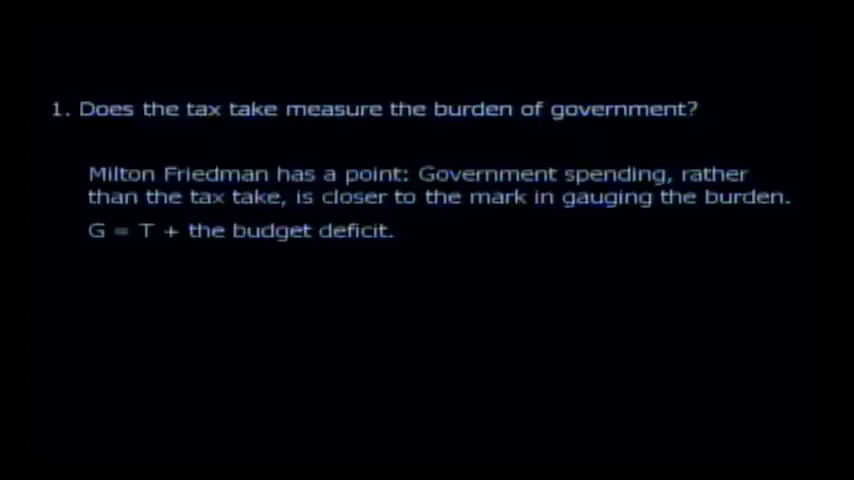 1. Does the tax take measure the burden of government?
Milton Friedman has a point: Government spending, rather
than the tax take, is closer to the mark in gauging the burden.
G = T + the budget deficit.